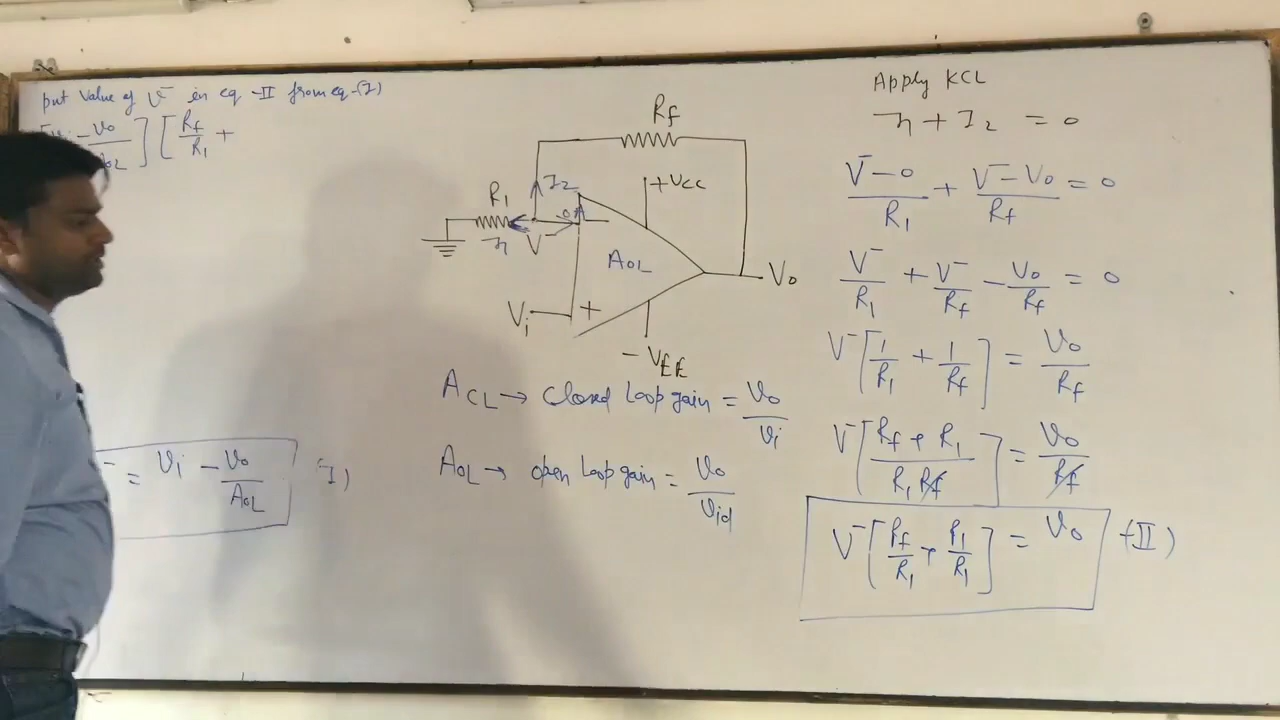 put value of V⁻ in eq -II from eq-(I)
- Vo/AOL ] [ Rf/R1 +
⁻ = Vi - Vo/AOL (I)
Rf
I2
+VCC
R1
V⁻
AOL
Vo
Vi
+
- VEE
ACL → closed Loop gain = Vo/Vi
AOL → open Loop gain = Vo/Vid
Apply KCL
I1 + I2 = 0
V⁻ - 0/R1 + V⁻ - Vo/Rf = 0
V⁻/R1 + V⁻/Rf - Vo/Rf = 0
V⁻[ 1/R1 + 1/Rf ] = Vo/Rf
V⁻[ Rf + R1/R1 Rf ] = Vo/Rf
V⁻[ Rf/R1 + R1/R1 ] = Vo (II)